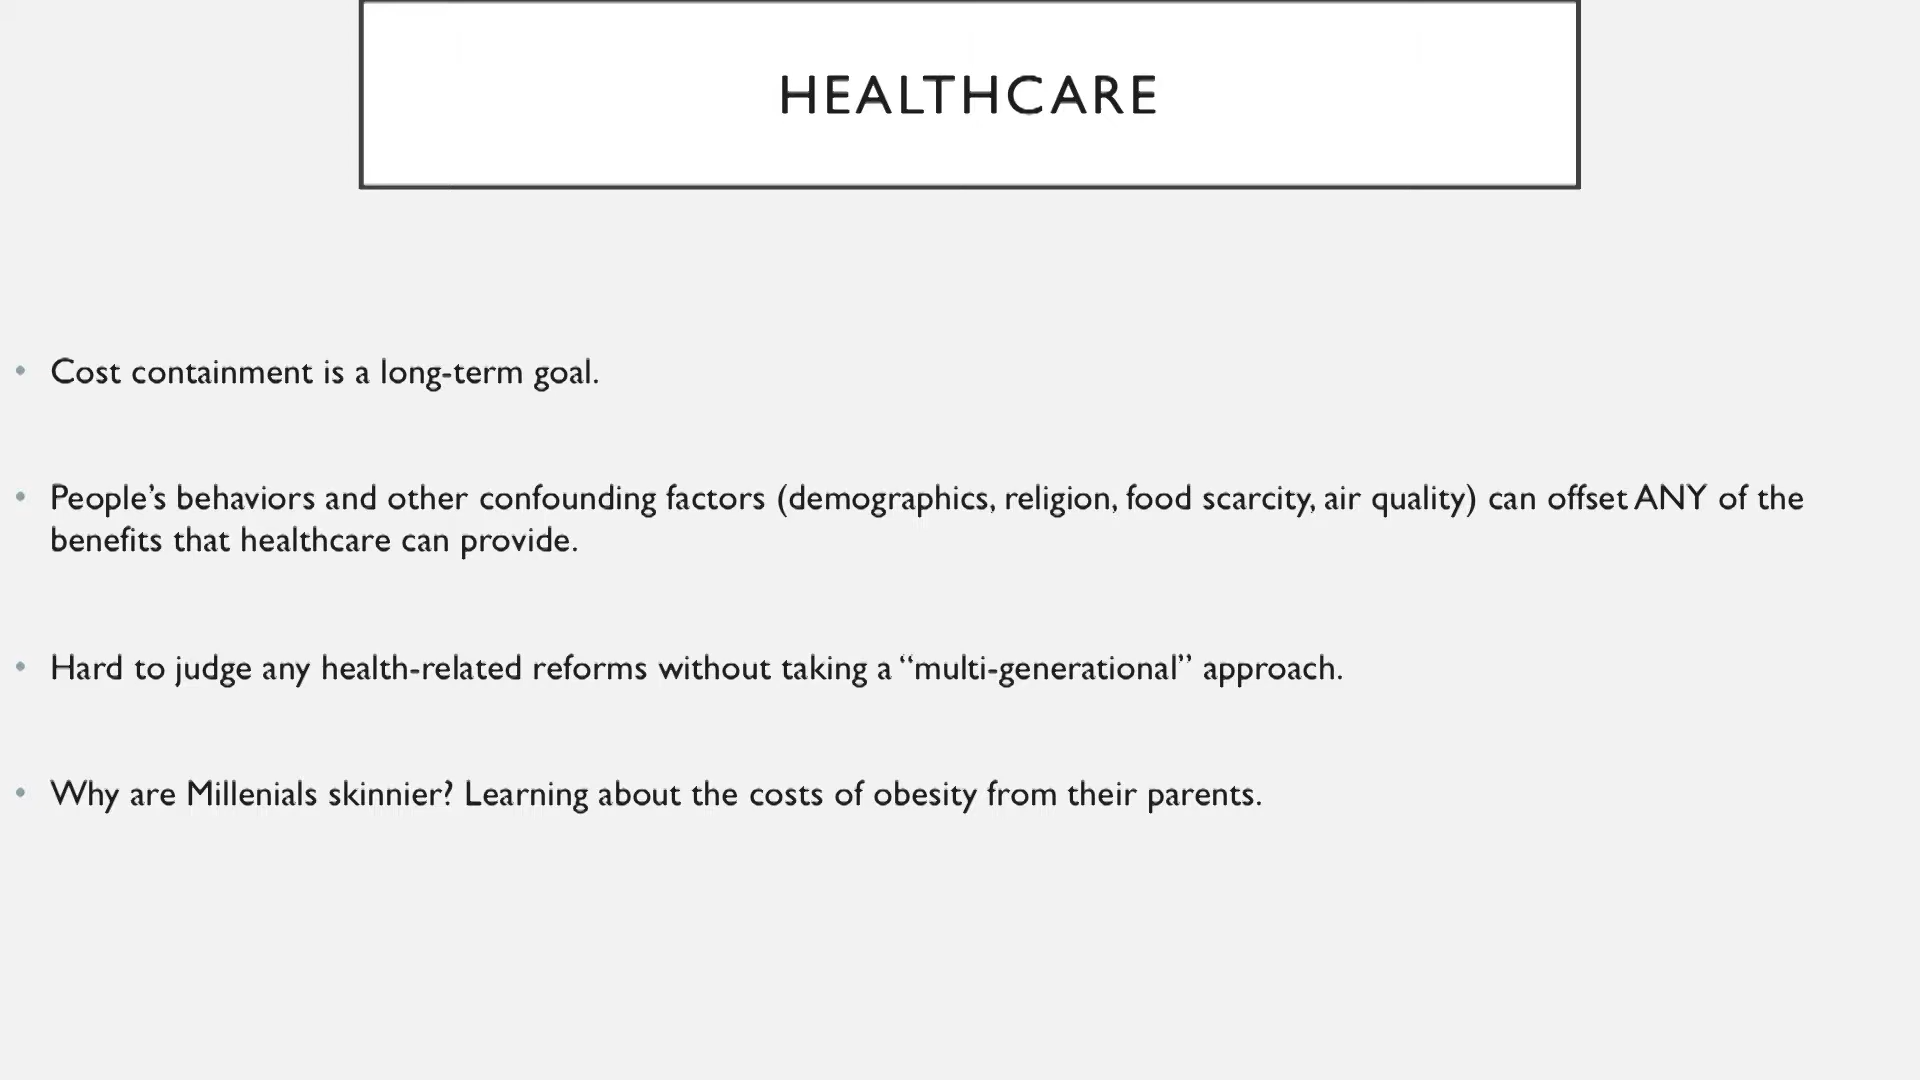 HEALTHCARE
• Cost containment is a long-term goal.
• People’s behaviors and other confounding factors (demographics, religion, food scarcity, air quality) can offset ANY of the
benefits that healthcare can provide.
• Hard to judge any health-related reforms without taking a “multi-generational” approach.
• Why are Millenials skinnier? Learning about the costs of obesity from their parents.